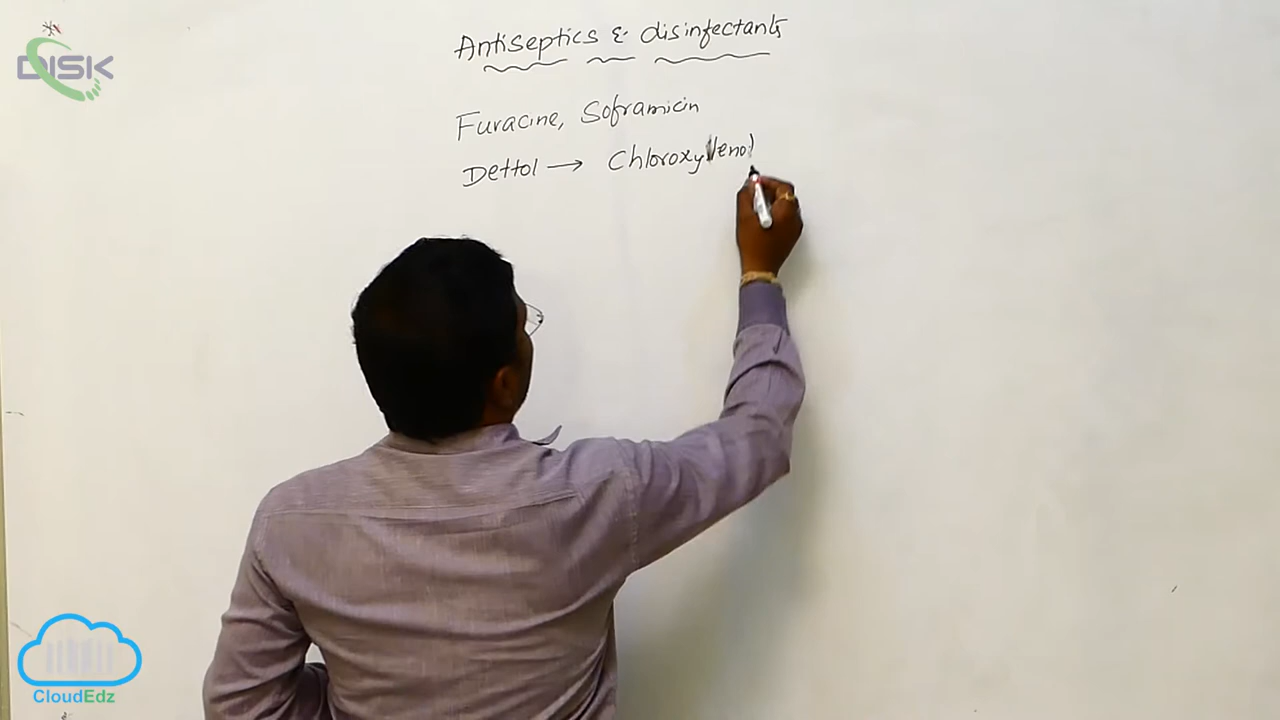 DISK
Antiseptics & disinfectants
Furacine, Soframicin
Dettol → Chloroxylenol
CloudEdz